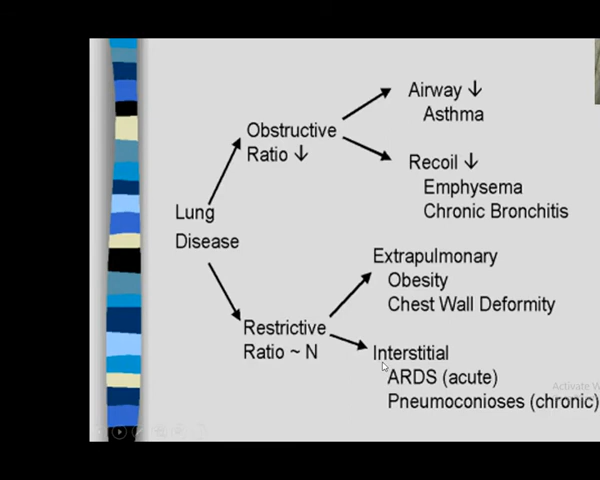 Airway ↓
Asthma
Obstructive
Ratio ↓
Recoil ↓
Emphysema
Chronic Bronchitis
Lung
Disease
Extrapulmonary
Obesity
Chest Wall Deformity
Restrictive
Ratio ~ N
Interstitial
ARDS (acute)
Pneumoconioses (chronic)
Activate W